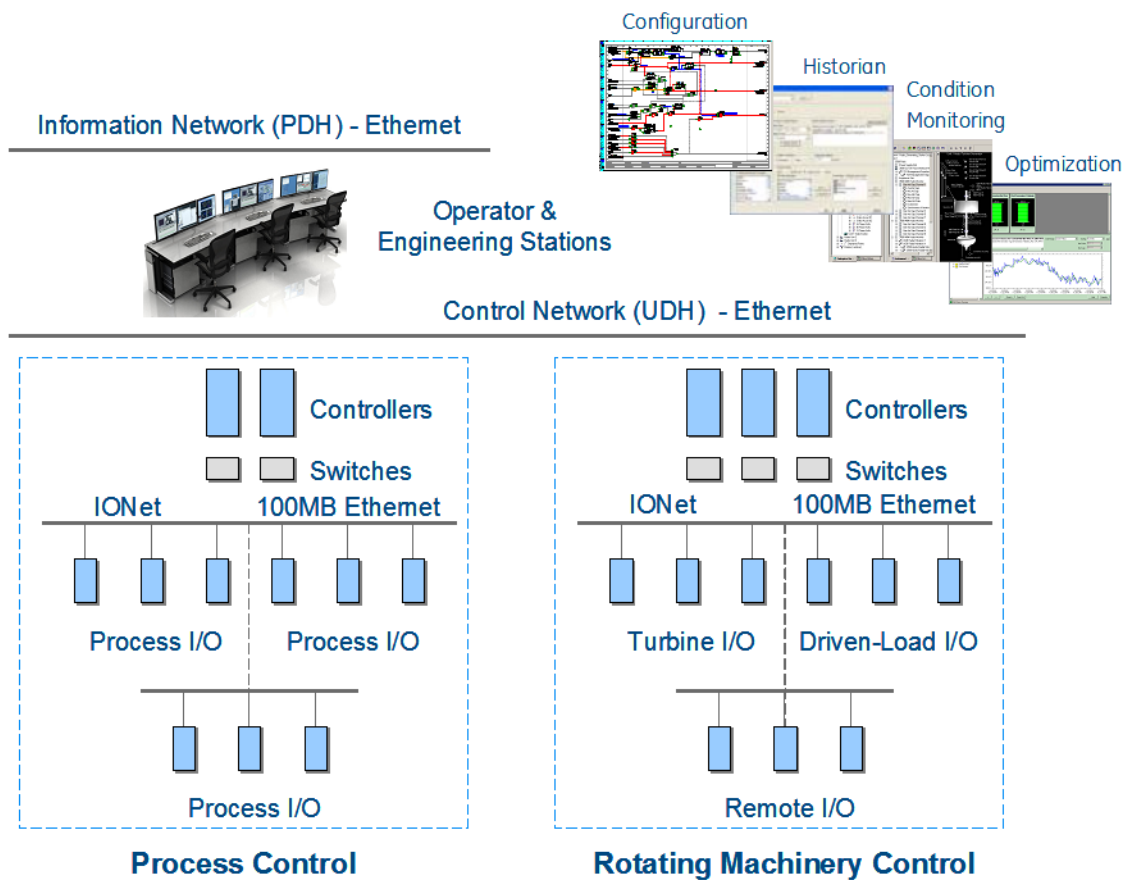 Configuration
Historian
Condition
Monitoring
Optimization
Information Network (PDH) - Ethernet
Operator &
Engineering Stations
Control Network (UDH)  - Ethernet
Controllers
Switches
IONet
100MB Ethernet
Process I/O
Process I/O
Process I/O
Process Control
Controllers
Switches
IONet
100MB Ethernet
Turbine I/O
Driven-Load I/O
Remote I/O
Rotating Machinery Control